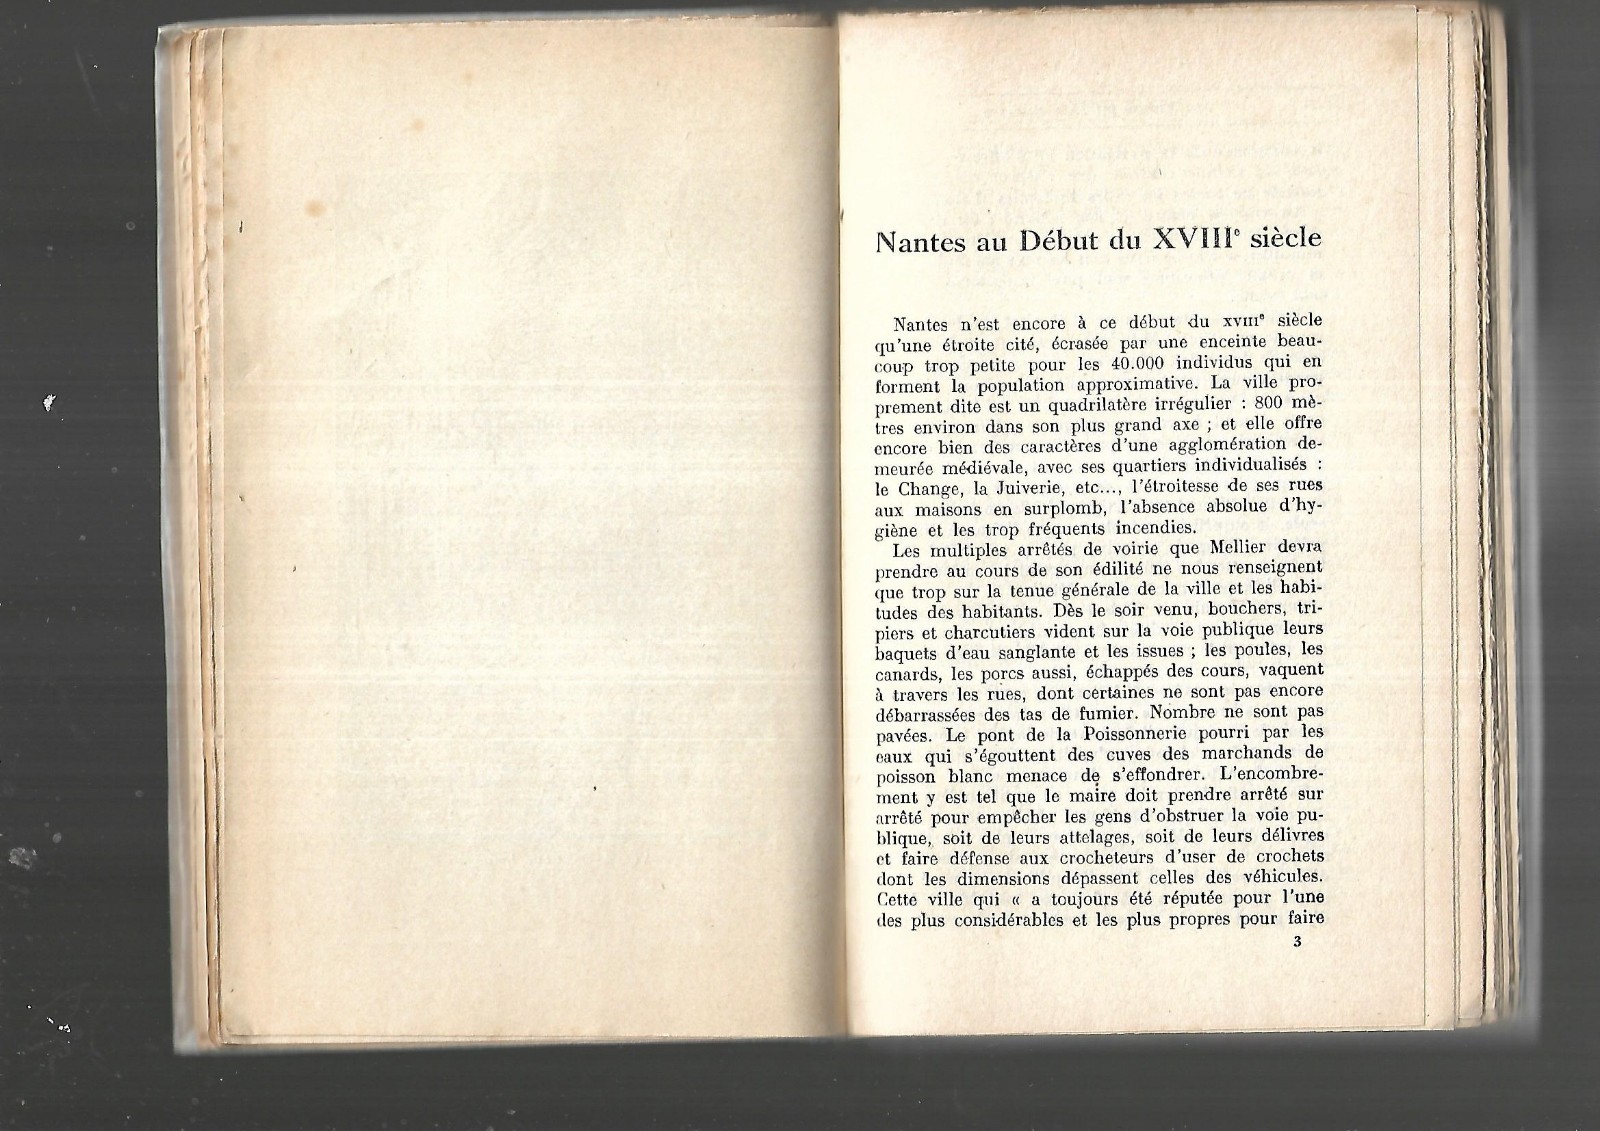 Nantes au Début du XVIIIe siècle
Nantes n'est encore à ce début du XVIIIe siècle
qu'une étroite cité, écrasée par une enceinte beau-
coup trop petite pour les 40.000 individus qui en
forment la population approximative. La ville pro-
prement dite est un quadrilatère irrégulier : 800 mè-
tres environ dans son plus grand axe ; et elle offre
encore bien des caractères d'une agglomération de-
meurée médiévale, avec ses quartiers individualisés :
le Change, la Juiverie, etc..., l'étroitesse de ses rues
aux maisons en surplomb, l'absence absolue d'hy-
giène et les trop fréquents incendies.
Les multiples arrêtés de voirie que Mellier devra
prendre au cours de son édilité ne nous renseignent
que trop sur la tenue générale de la ville et les habi-
tudes des habitants. Dès le soir venu, bouchers, tri-
piers et charcutiers vident sur la voie publique leurs
baquets d'eau sanglante et les issues ; les poules, les
canards, les porcs aussi, échappés des cours, vaquent
à travers les rues, dont certaines ne sont pas encore
débarrassées des tas de fumier. Nombre ne sont pas
pavées. Le pont de la Poissonnerie pourri par les
eaux qui s'égouttent des cuves des marchands de
poisson blanc menace de s'effondrer. L'encombre-
ment y est tel que le maire doit prendre arrêté sur
arrêté pour empêcher les gens d'obstruer la voie pu-
blique, soit de leurs attelages, soit de leurs délivres
et faire défense aux crocheteurs d'user de crochets
dont les dimensions dépassent celles des véhicules.
Cette ville qui « a toujours été réputée pour l'une
des plus considérables et les plus propres pour faire
3